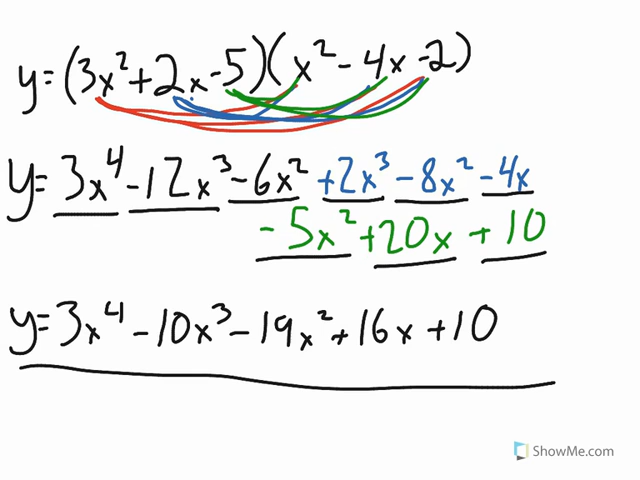 y=(3x²+2x-5)(x²-4x-2)
y=3x⁴-12x³-6x²+2x³-8x²-4x
-5x²+20x+10
y=3x⁴-10x³-19x²+16x+10
ShowMe.com